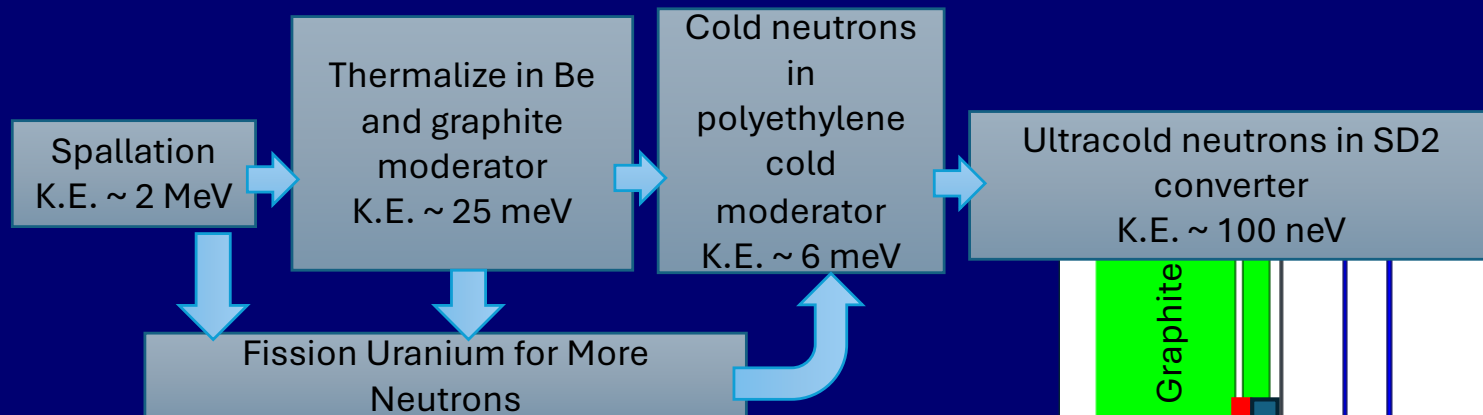 Spallation
K.E. ~ 2 MeV
Thermalize in Be
and graphite
moderator
K.E. ~ 25 meV
Cold neutrons
in
polyethylene
cold
moderator
K.E. ~ 6 meV
Ultracold neutrons in SD2
converter
K.E. ~ 100 neV
Fission Uranium for More
Neutrons
Graphite